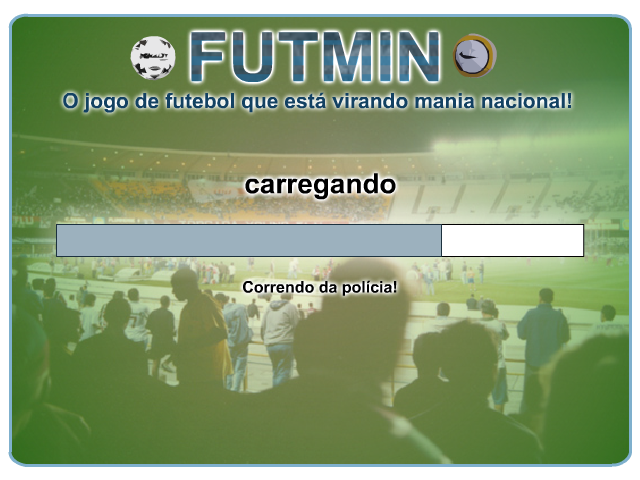 FUTMIN
O jogo de futebol que está virando mania nacional!
carregando
Correndo da polícia!